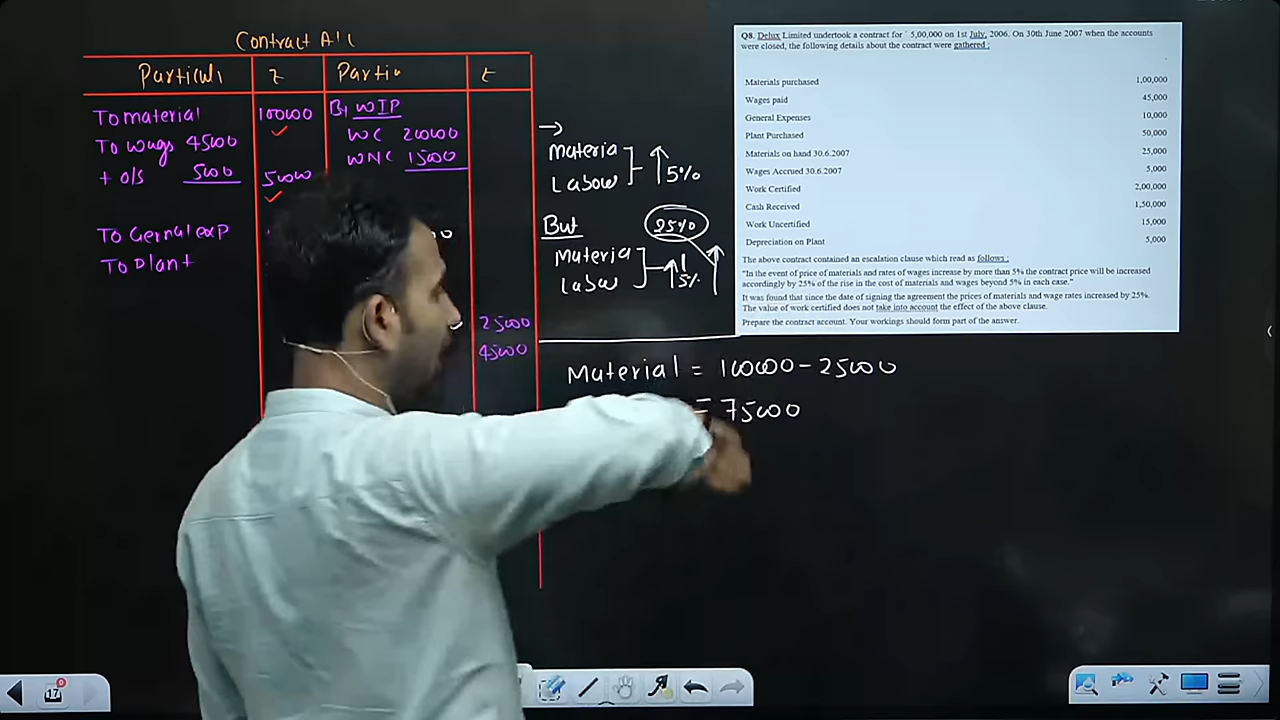 Contract A/C
Particul ₹ Partic ₹
To material 100000 By WIP
To wages 45000 WC 200000
+ o/s 5000 50000 WNC 15000
To Gernal exp
To Plant
25000
45000
→
Materia
Labour ↑ 5%
But 25%
Materia
Labour ↑ 5% ↑
Q8. Delux Limited undertook a contract for ` 5,00,000 on 1st July, 2006. On 30th June 2007 when the accounts
were closed, the following details about the contract were gathered :
Materials purchased 1,00,000
Wages paid 45,000
General Expenses 10,000
Plant Purchased 50,000
Materials on hand 30.6.2007 25,000
Wages Accrued 30.6.2007 5,000
Work Certified 2,00,000
Cash Received 1,50,000
Work Uncertified 15,000
Depreciation on Plant 5,000
The above contract contained an escalation clause which read as follows :
"In the event of price of materials and rates of wages increase by more than 5% the contract price will be increased
accordingly by 25% of the rise in the cost of materials and wages beyond 5% in each case."
It was found that since the date of signing the agreement the prices of materials and wage rates increased by 25%.
The value of work certified does not take into account the effect of the above clause.
Prepare the contract account. Your workings should form part of the answer.
Material = 100000 - 25000
= 75000
17